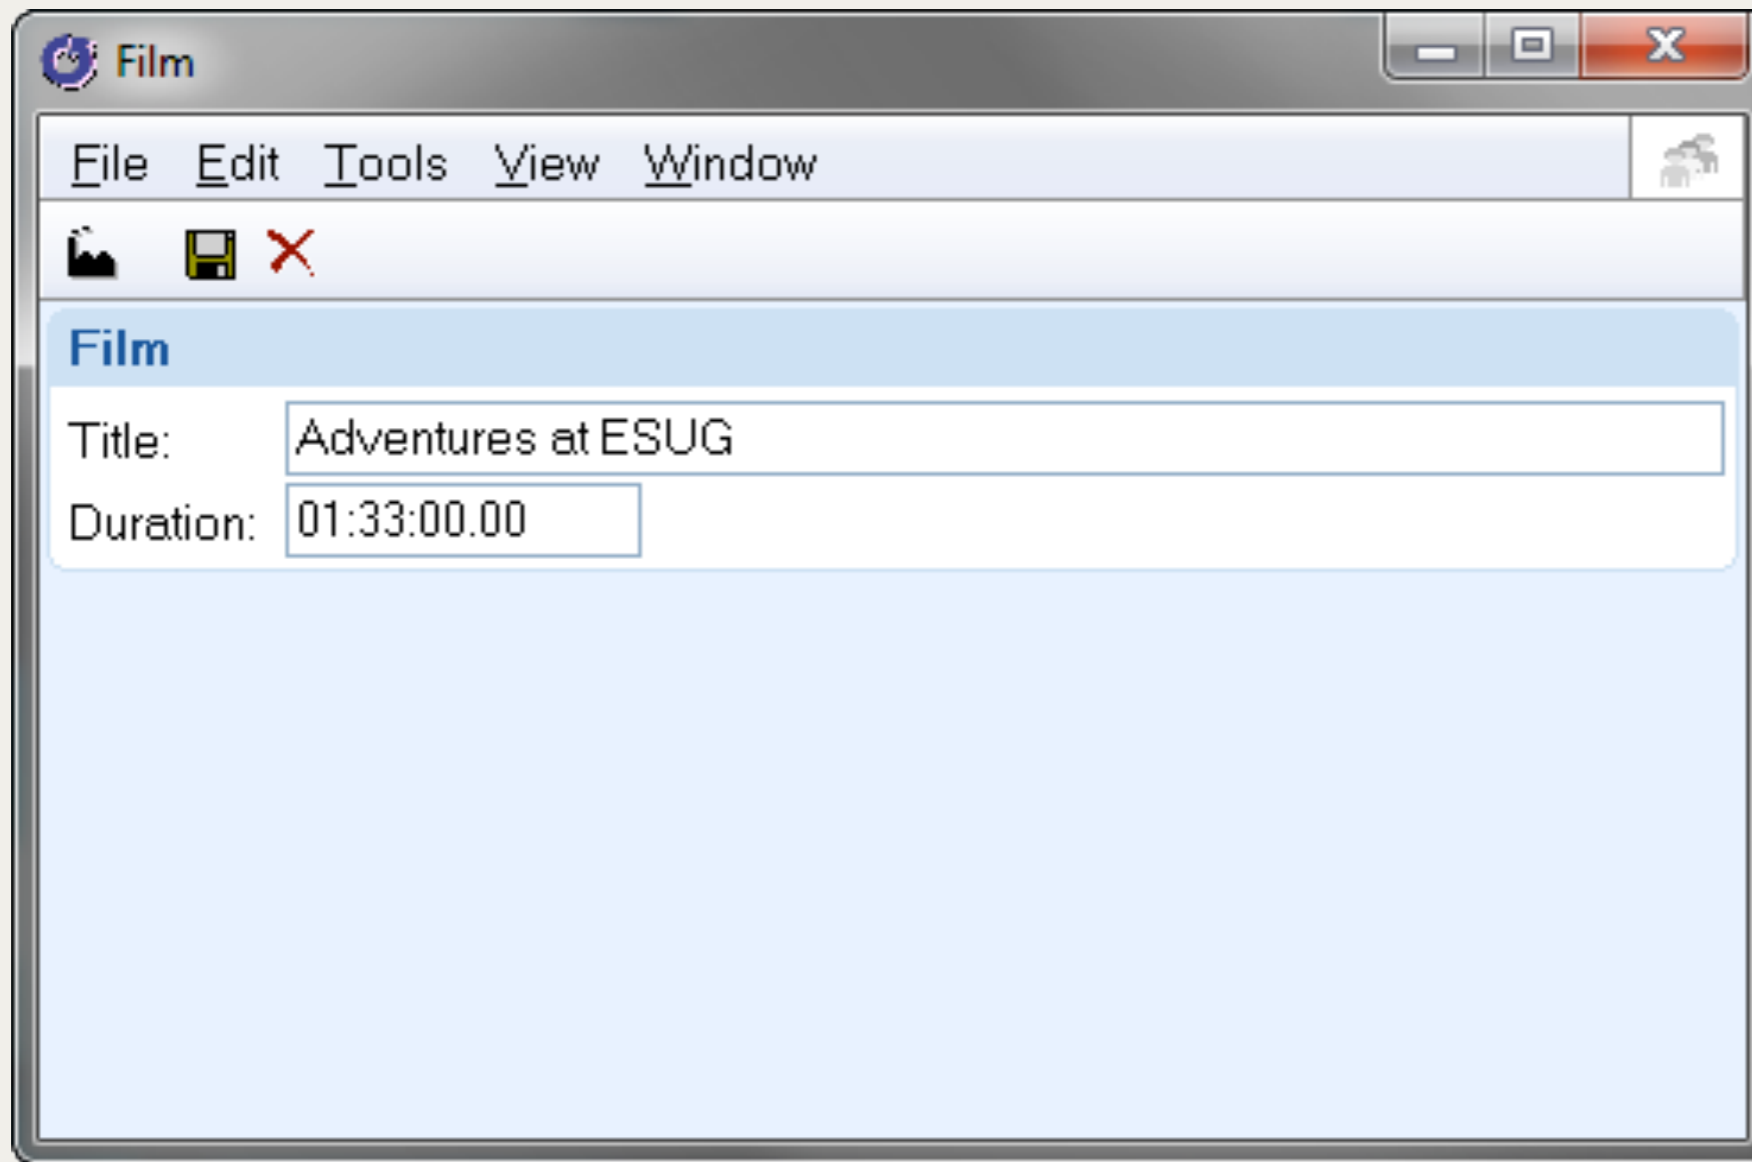 Film
File Edit Tools View Window
Film
Title: Adventures at ESUG
Duration: 01:33:00.00